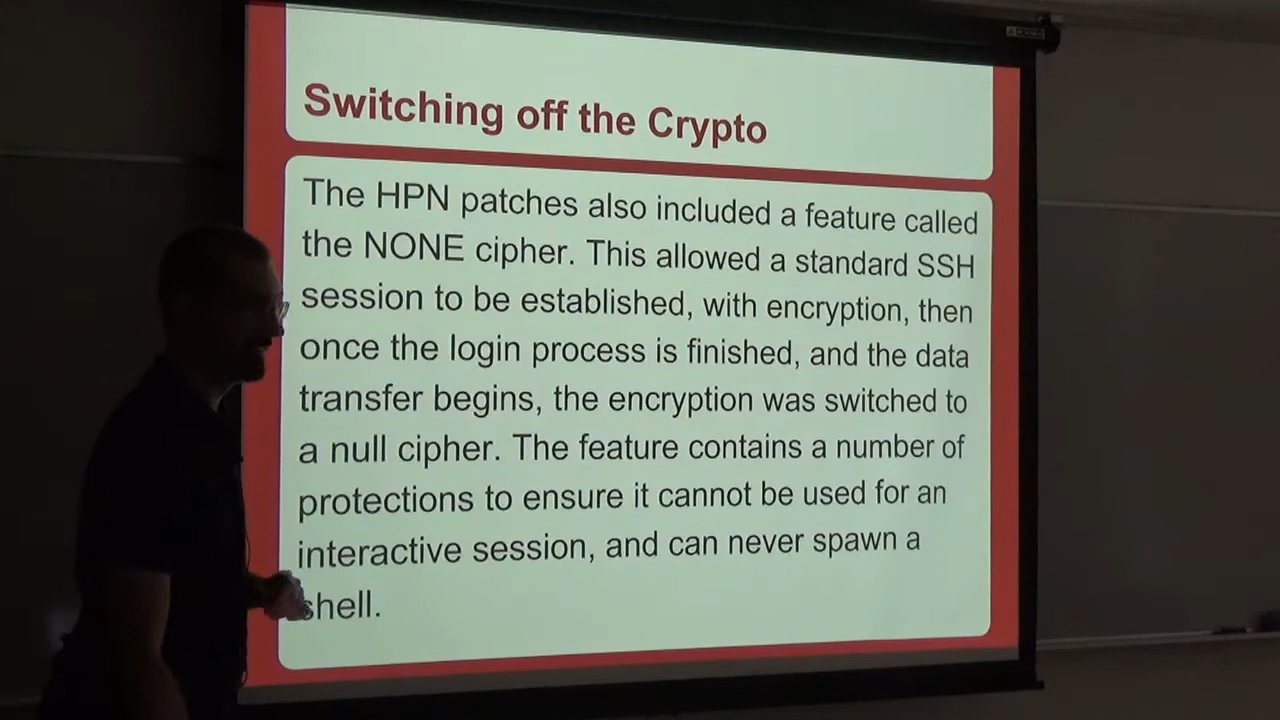 Switching off the Crypto
The HPN patches also included a feature called
the NONE cipher. This allowed a standard SSH
session to be established, with encryption, then
once the login process is finished, and the data
transfer begins, the encryption was switched to
a null cipher. The feature contains a number of
protections to ensure it cannot be used for an
interactive session, and can never spawn a
shell.